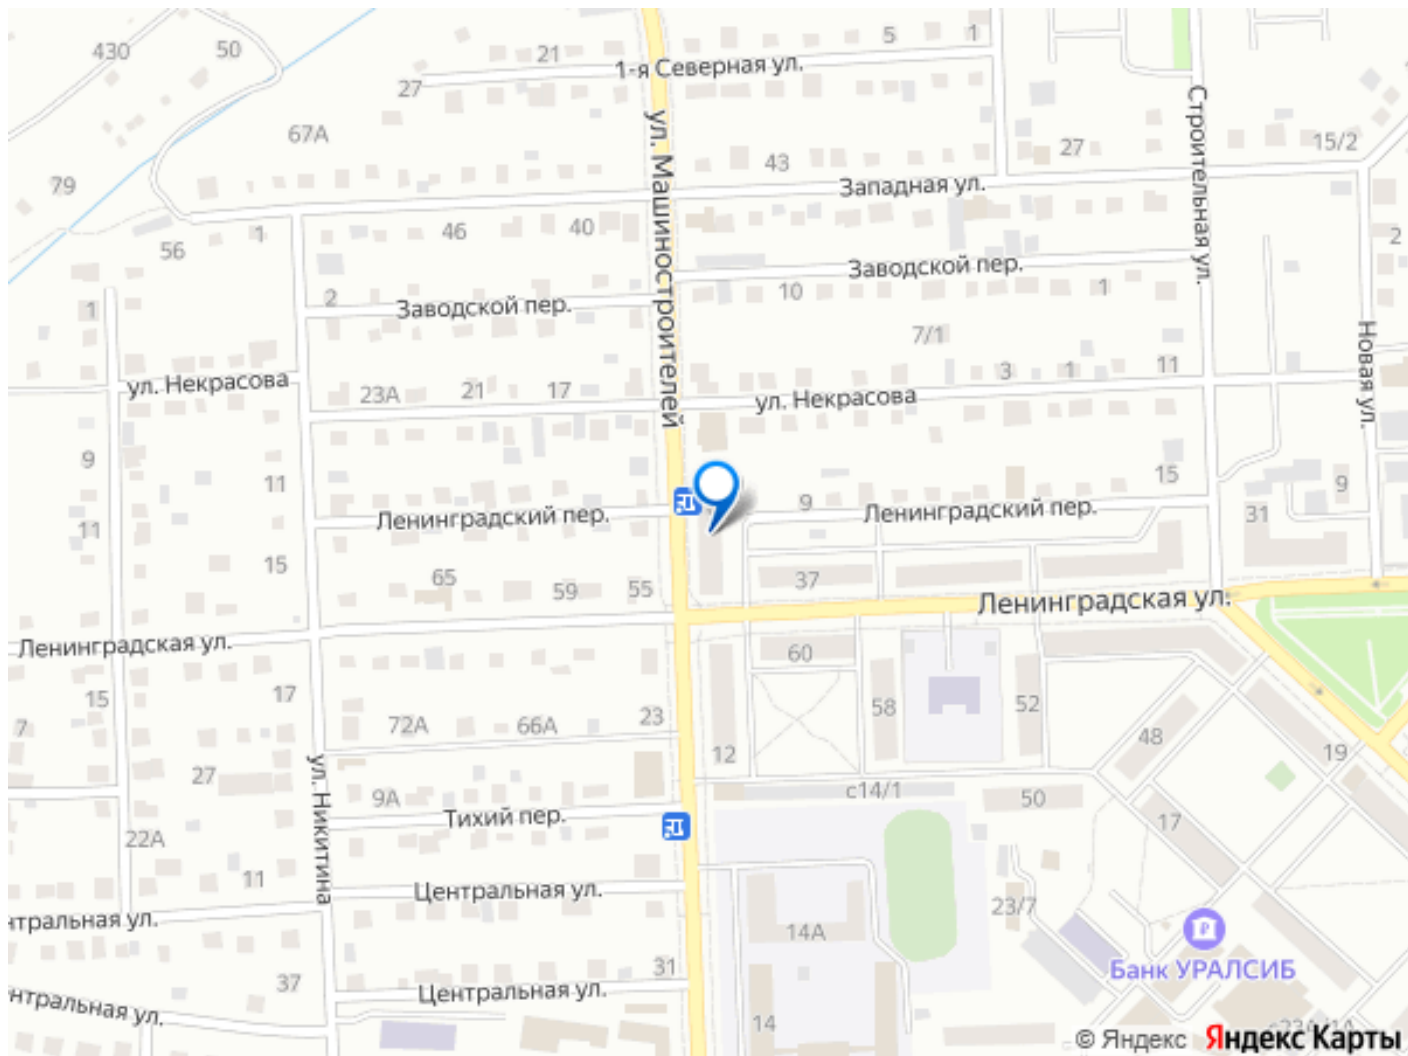 430
50
21
5
1
1-я Северная ул.
27
67А
ул. Машиностроителей
Строительная ул.
15/2
27
43
79
Западная ул.
46
40
1
56
2
Заводской пер.
10
1
2
Заводской пер.
1
7/1
Новая ул.
11
3
1
ул. Некрасова
23А
21
17
ул. Некрасова
9
11
15
9
9
Ленинградский пер.
Ленинградский пер.
31
11
15
65
59
55
37
Ленинградская ул.
Ленинградская ул.
60
15
17
7
72А
66А
23
58
52
12
48
19
ул. Никитина
27
9А
с14/1
50
17
Тихий пер.
22А
11
Центральная ул.
23/7
нтральная ул.
14А
Банк УРАЛСИБ
31
37
Центральная ул.
нтральная ул.
14
© Яндекс Яндекс Карты